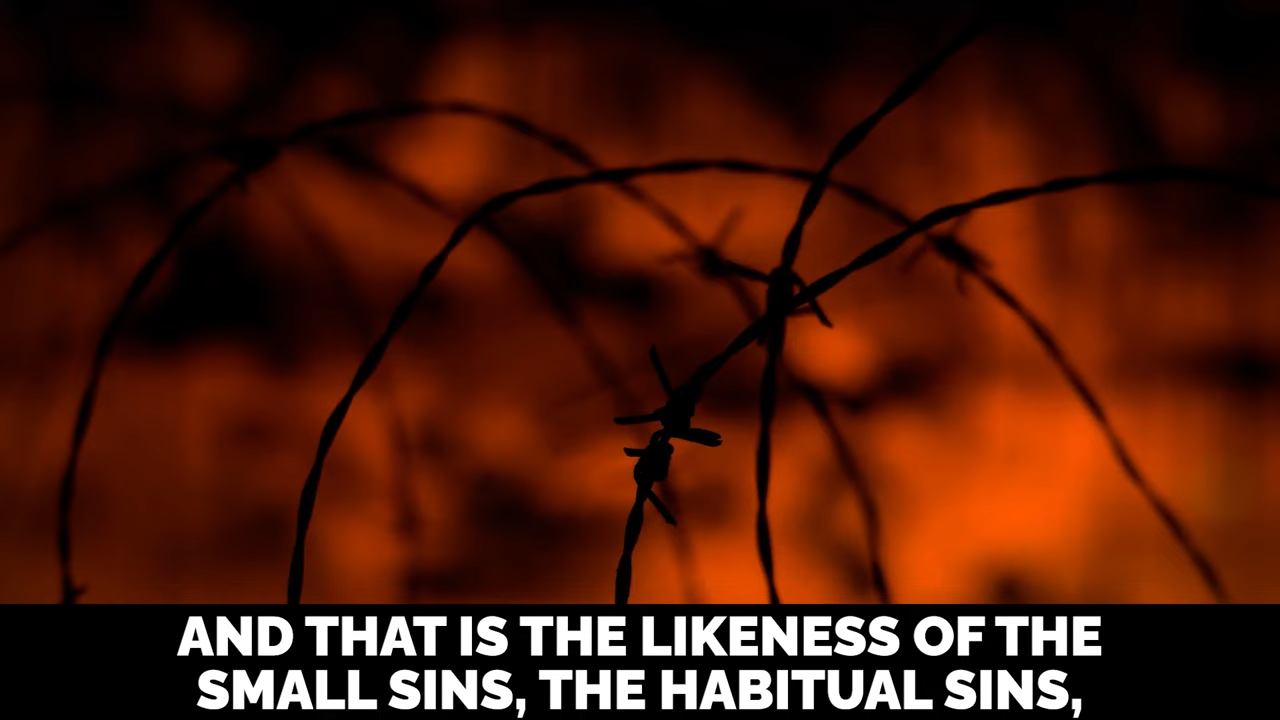 AND THAT IS THE LIKENESS OF THE
SMALL SINS, THE HABITUAL SINS,